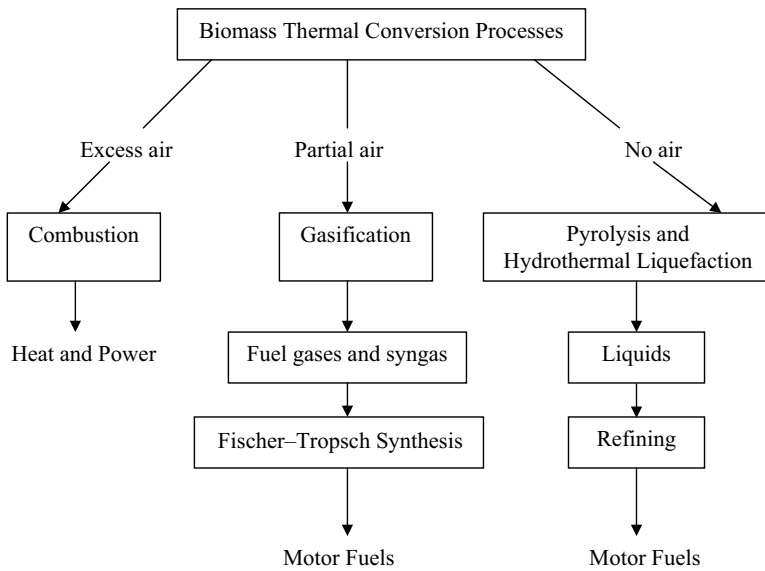 Biomass Thermal Conversion Processes
Excess air
Partial air
No air
Combustion
Gasification
Pyrolysis and
Hydrothermal Liquefaction
Heat and Power
Fuel gases and syngas
Liquids
Fischer–Tropsch Synthesis
Refining
Motor Fuels
Motor Fuels